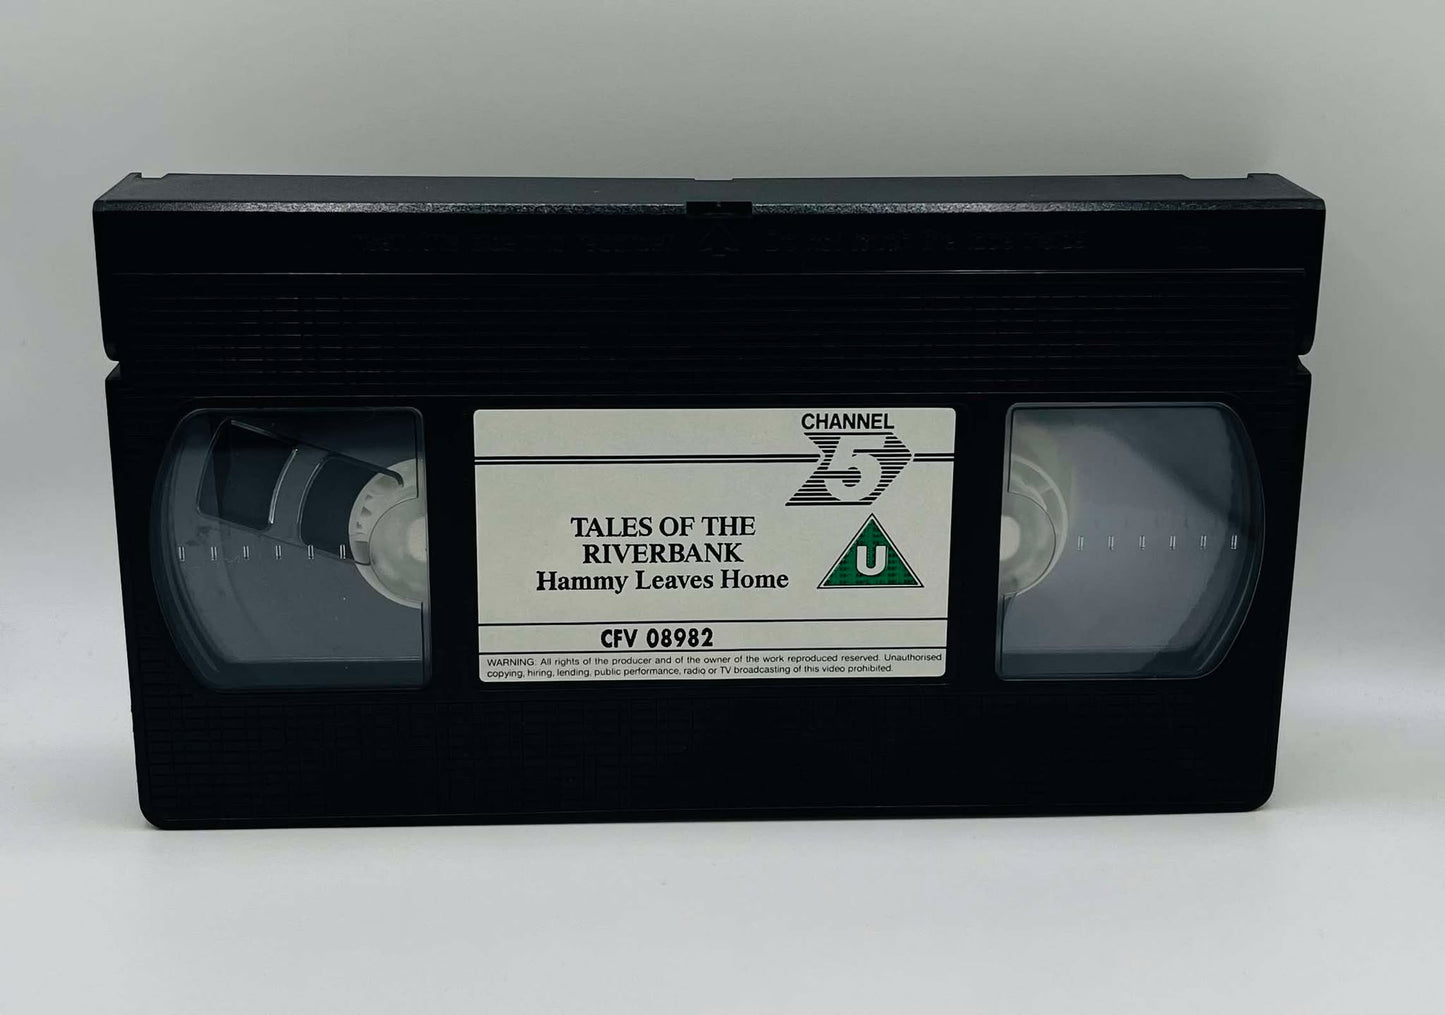 CHANNEL
5
TALES OF THE
RIVERBANK
Hammy Leaves Home
U
CFV 08982
WARNING: All rights of the producer and of the owner of the work reproduced reserved. Unauthorised
copying, hiring, lending, public performance, radio or TV broadcasting of this video prohibited.